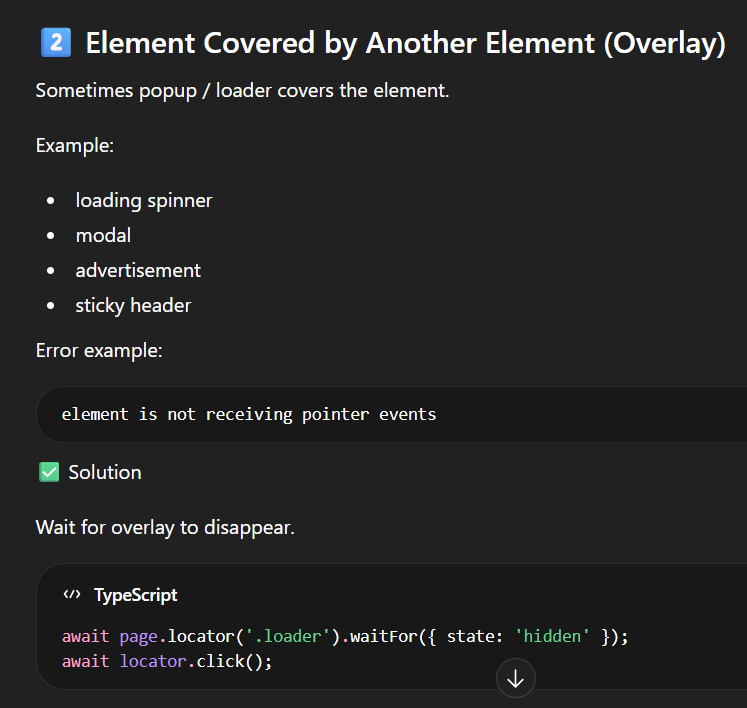 2 Element Covered by Another Element (Overlay)
Sometimes popup / loader covers the element.
Example:
• loading spinner
• modal
• advertisement
• sticky header
Error example:
element is not receiving pointer events
✅ Solution
Wait for overlay to disappear.
</> TypeScript
await page.locator('.loader').waitFor({ state: 'hidden' });
await locator.click();